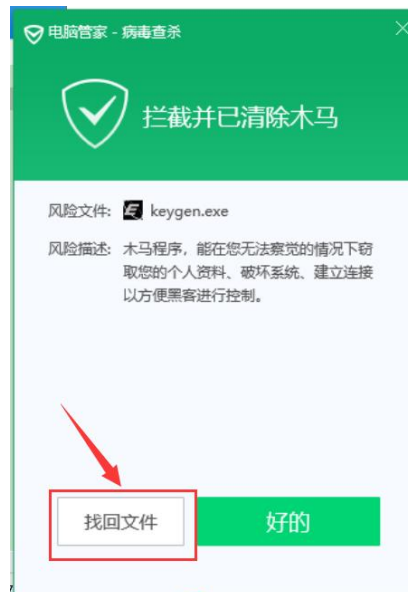 电脑管家 - 病毒查杀
拦截并已清除木马
风险文件: keygen.exe
风险描述: 木马程序，能在您无法察觉的情况下窃
取您的个人资料、破坏系统、建立连接
以方便黑客进行控制。
找回文件 好的